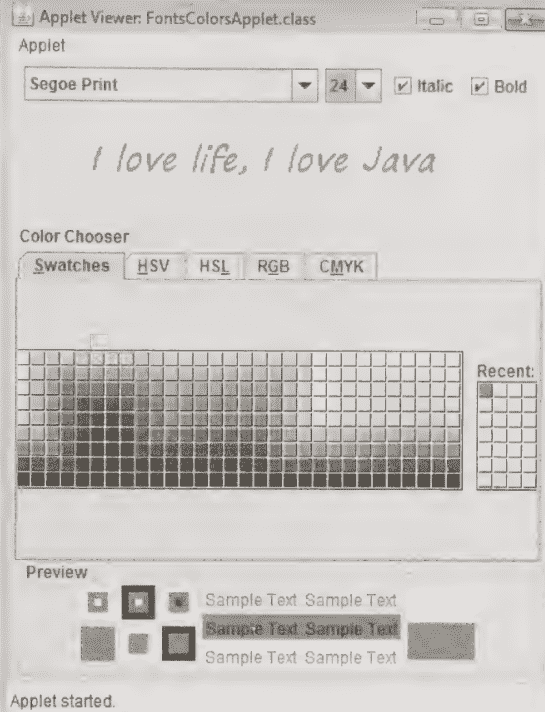 Applet Viewer: FontsColorsApplet.class
Applet
Segoe Print 24 Italic Bold
I love life, I love Java
Color Chooser
Swatches HSV HSL RGB CMYK
Recent:
Preview
Sample Text Sample Text
Sample Text Sample Text
Sample Text Sample Text
Applet started.